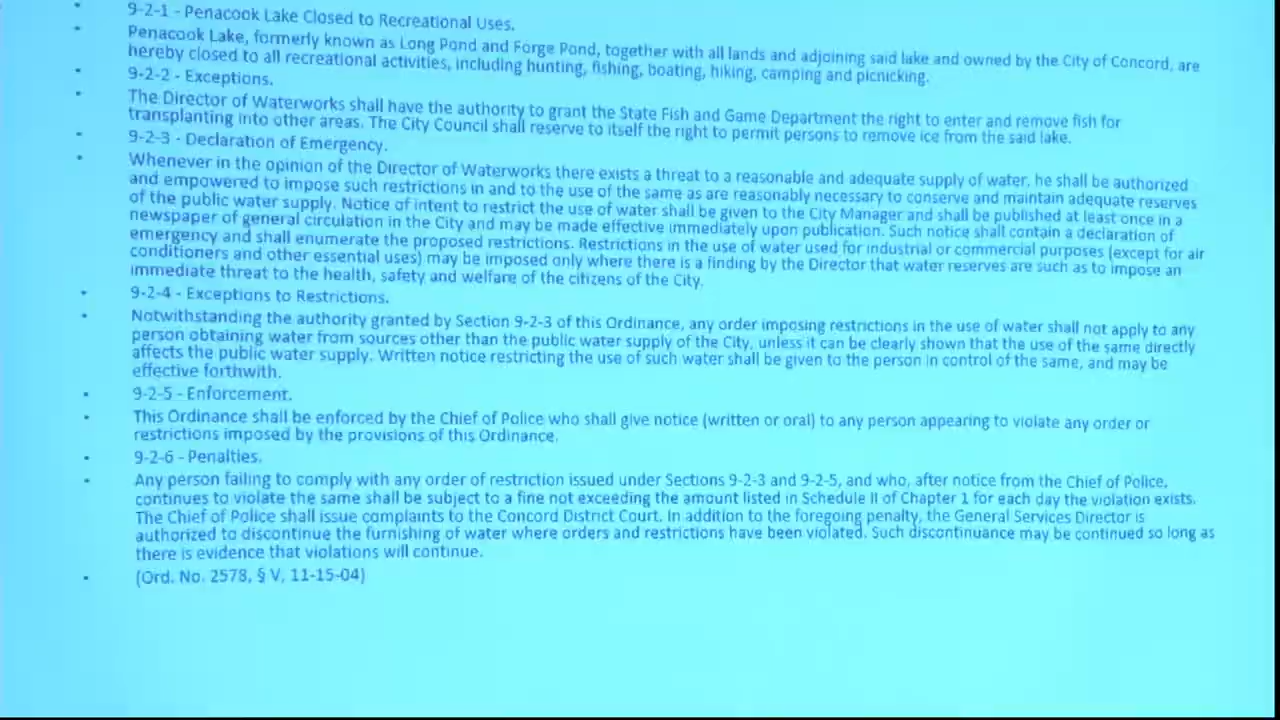 • 9-2-1 - Penacook Lake Closed to Recreational Uses.
• Penacook Lake, formerly known as Long Pond and Forge Pond, together with all lands and adjoining said lake and owned by the City of Concord, are
hereby closed to all recreational activities, including hunting, fishing, boating, hiking, camping and picnicking.
• 9-2-2 - Exceptions.
• The Director of Waterworks shall have the authority to grant the State Fish and Game Department the right to enter and remove fish for
transplanting into other areas. The City Council shall reserve to itself the right to permit persons to remove ice from the said lake.
• 9-2-3 - Declaration of Emergency.
• Whenever in the opinion of the Director of Waterworks there exists a threat to a reasonable and adequate supply of water, he shall be authorized
and empowered to impose such restrictions in and to the use of the same as are reasonably necessary to conserve and maintain adequate reserves
of the public water supply. Notice of intent to restrict the use of water shall be given to the City Manager and shall be published at least once in a
newspaper of general circulation in the City and may be made effective immediately upon publication. Such notice shall contain a declaration of
emergency and shall enumerate the proposed restrictions. Restrictions in the use of water used for industrial or commercial purposes (except for air
conditioners and other essential uses) may be imposed only where there is a finding by the Director that water reserves are such as to impose an
immediate threat to the health, safety and welfare of the citizens of the City.
• 9-2-4 - Exceptions to Restrictions.
• Notwithstanding the authority granted by Section 9-2-3 of this Ordinance, any order imposing restrictions in the use of water shall not apply to any
person obtaining water from sources other than the public water supply of the City, unless it can be clearly shown that the use of the same directly
affects the public water supply. Written notice restricting the use of such water shall be given to the person in control of the same, and may be
effective forthwith.
• 9-2-5 - Enforcement.
• This Ordinance shall be enforced by the Chief of Police who shall give notice (written or oral) to any person appearing to violate any order or
restrictions imposed by the provisions of this Ordinance.
• 9-2-6 - Penalties.
• Any person failing to comply with any order of restriction issued under Sections 9-2-3 and 9-2-5, and who, after notice from the Chief of Police,
continues to violate the same shall be subject to a fine not exceeding the amount listed in Schedule II of Chapter 1 for each day the violation exists.
The Chief of Police shall issue complaints to the Concord District Court. In addition to the foregoing penalty, the General Services Director is
authorized to discontinue the furnishing of water where orders and restrictions have been violated. Such discontinuance may be continued so long as
there is evidence that violations will continue.
• (Ord. No. 2578, § V, 11-15-04)